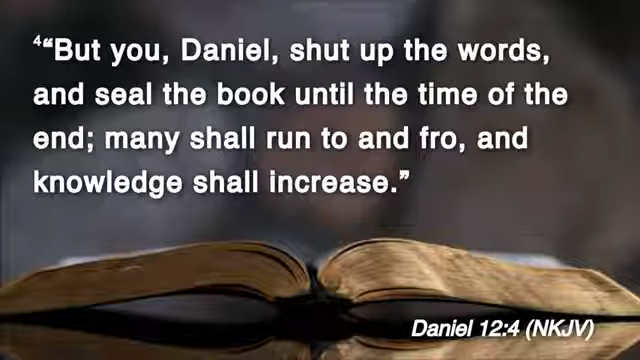 4“But you, Daniel, shut up the words,
and seal the book until the time of the
end; many shall run to and fro, and
knowledge shall increase.”
Daniel 12:4 (NKJV)